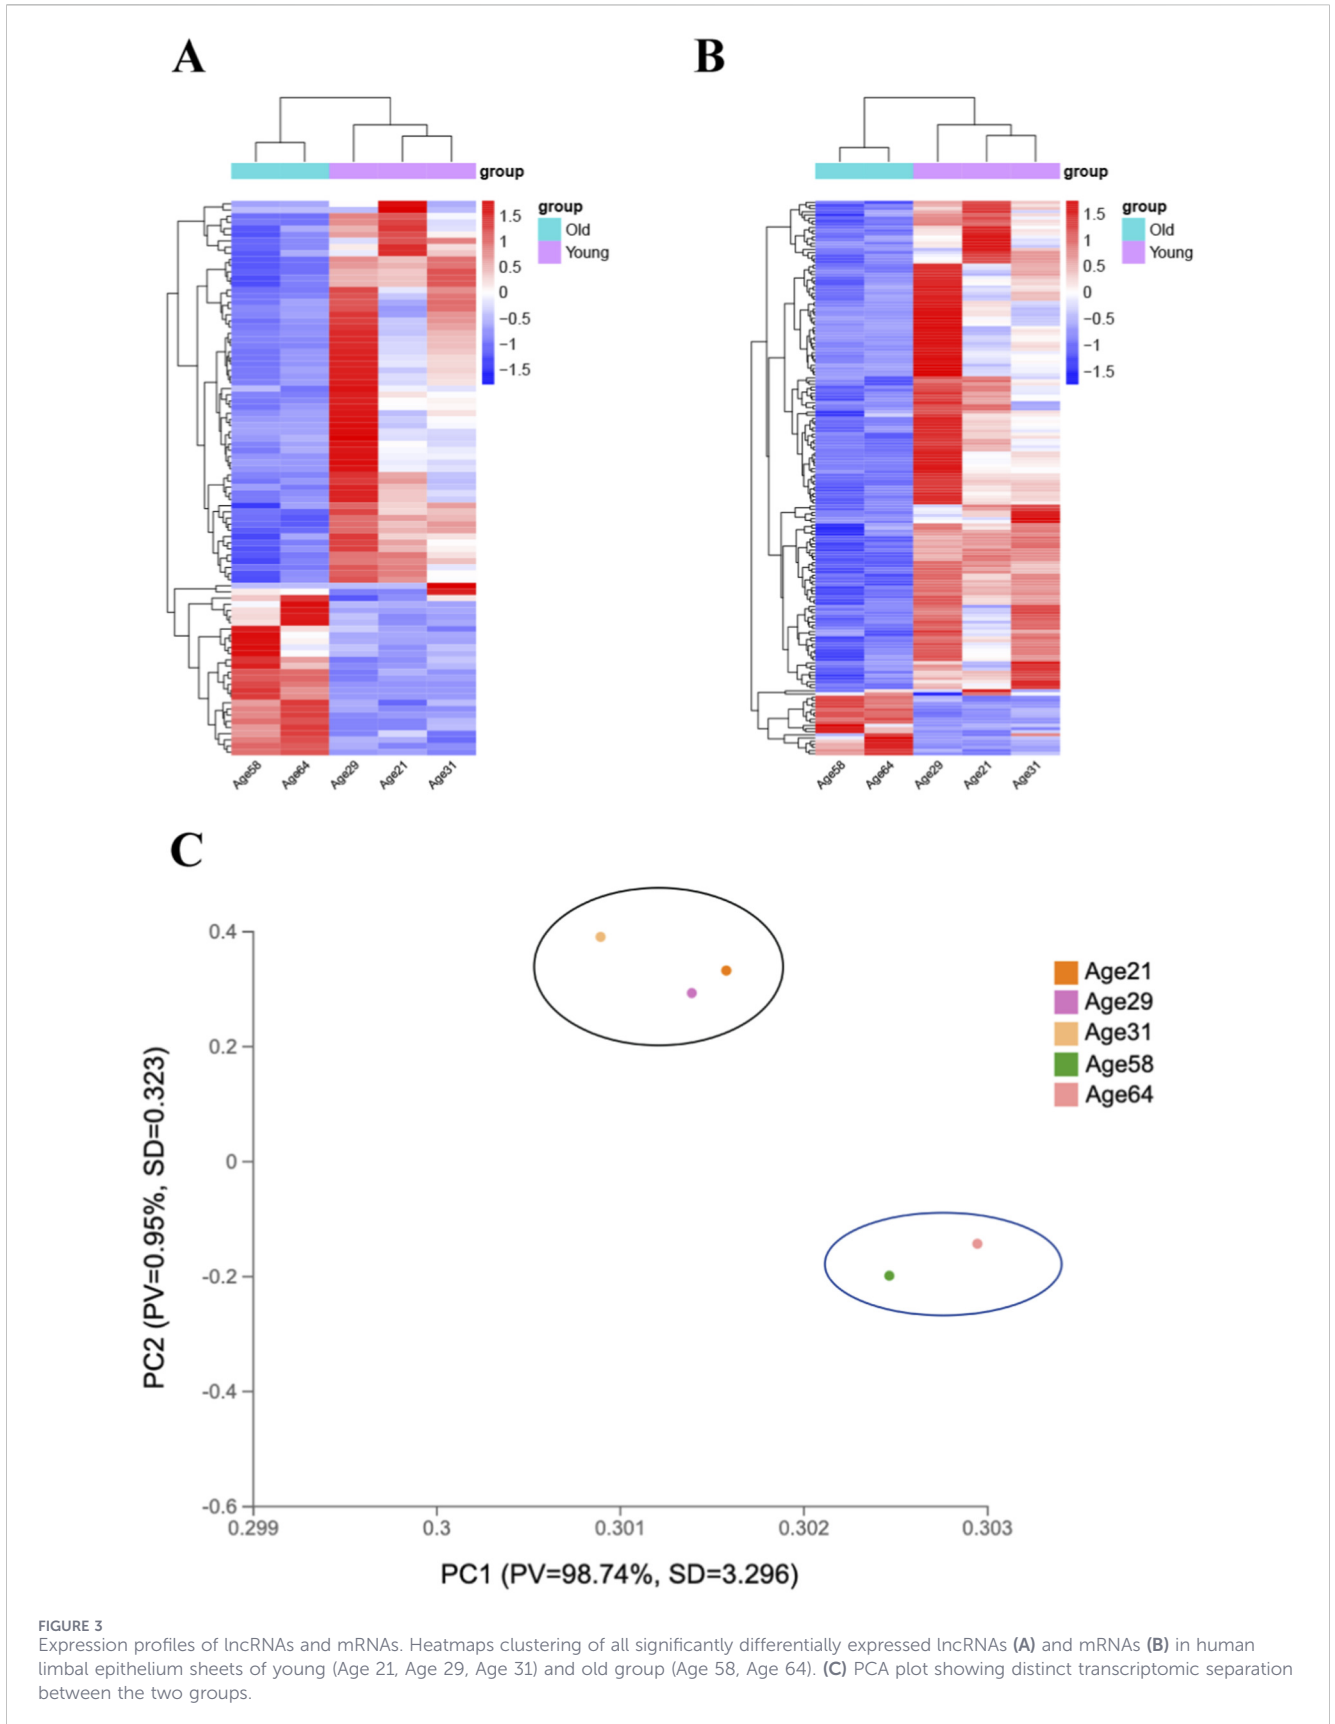 A
B
group
group
1.5
1
0.5
0
−0.5
−1
−1.5
group
Old
Young
1.5
1
0.5
0
−0.5
−1
−1.5
group
Old
Young
Age58
Age64
Age29
Age21
Age31
Age58
Age64
Age29
Age21
Age31
C
0.4
0.2
0
-0.2
-0.4
-0.6
PC2 (PV=0.95%, SD=0.323)
Age21
Age29
Age31
Age58
Age64
0.299
0.3
0.301
0.302
0.303
PC1 (PV=98.74%, SD=3.296)
FIGURE 3
Expression profiles of lncRNAs and mRNAs. Heatmaps clustering of all significantly differentially expressed lncRNAs (A) and mRNAs (B) in human
limbal epithelium sheets of young (Age 21, Age 29, Age 31) and old group (Age 58, Age 64). (C) PCA plot showing distinct transcriptomic separation
between the two groups.